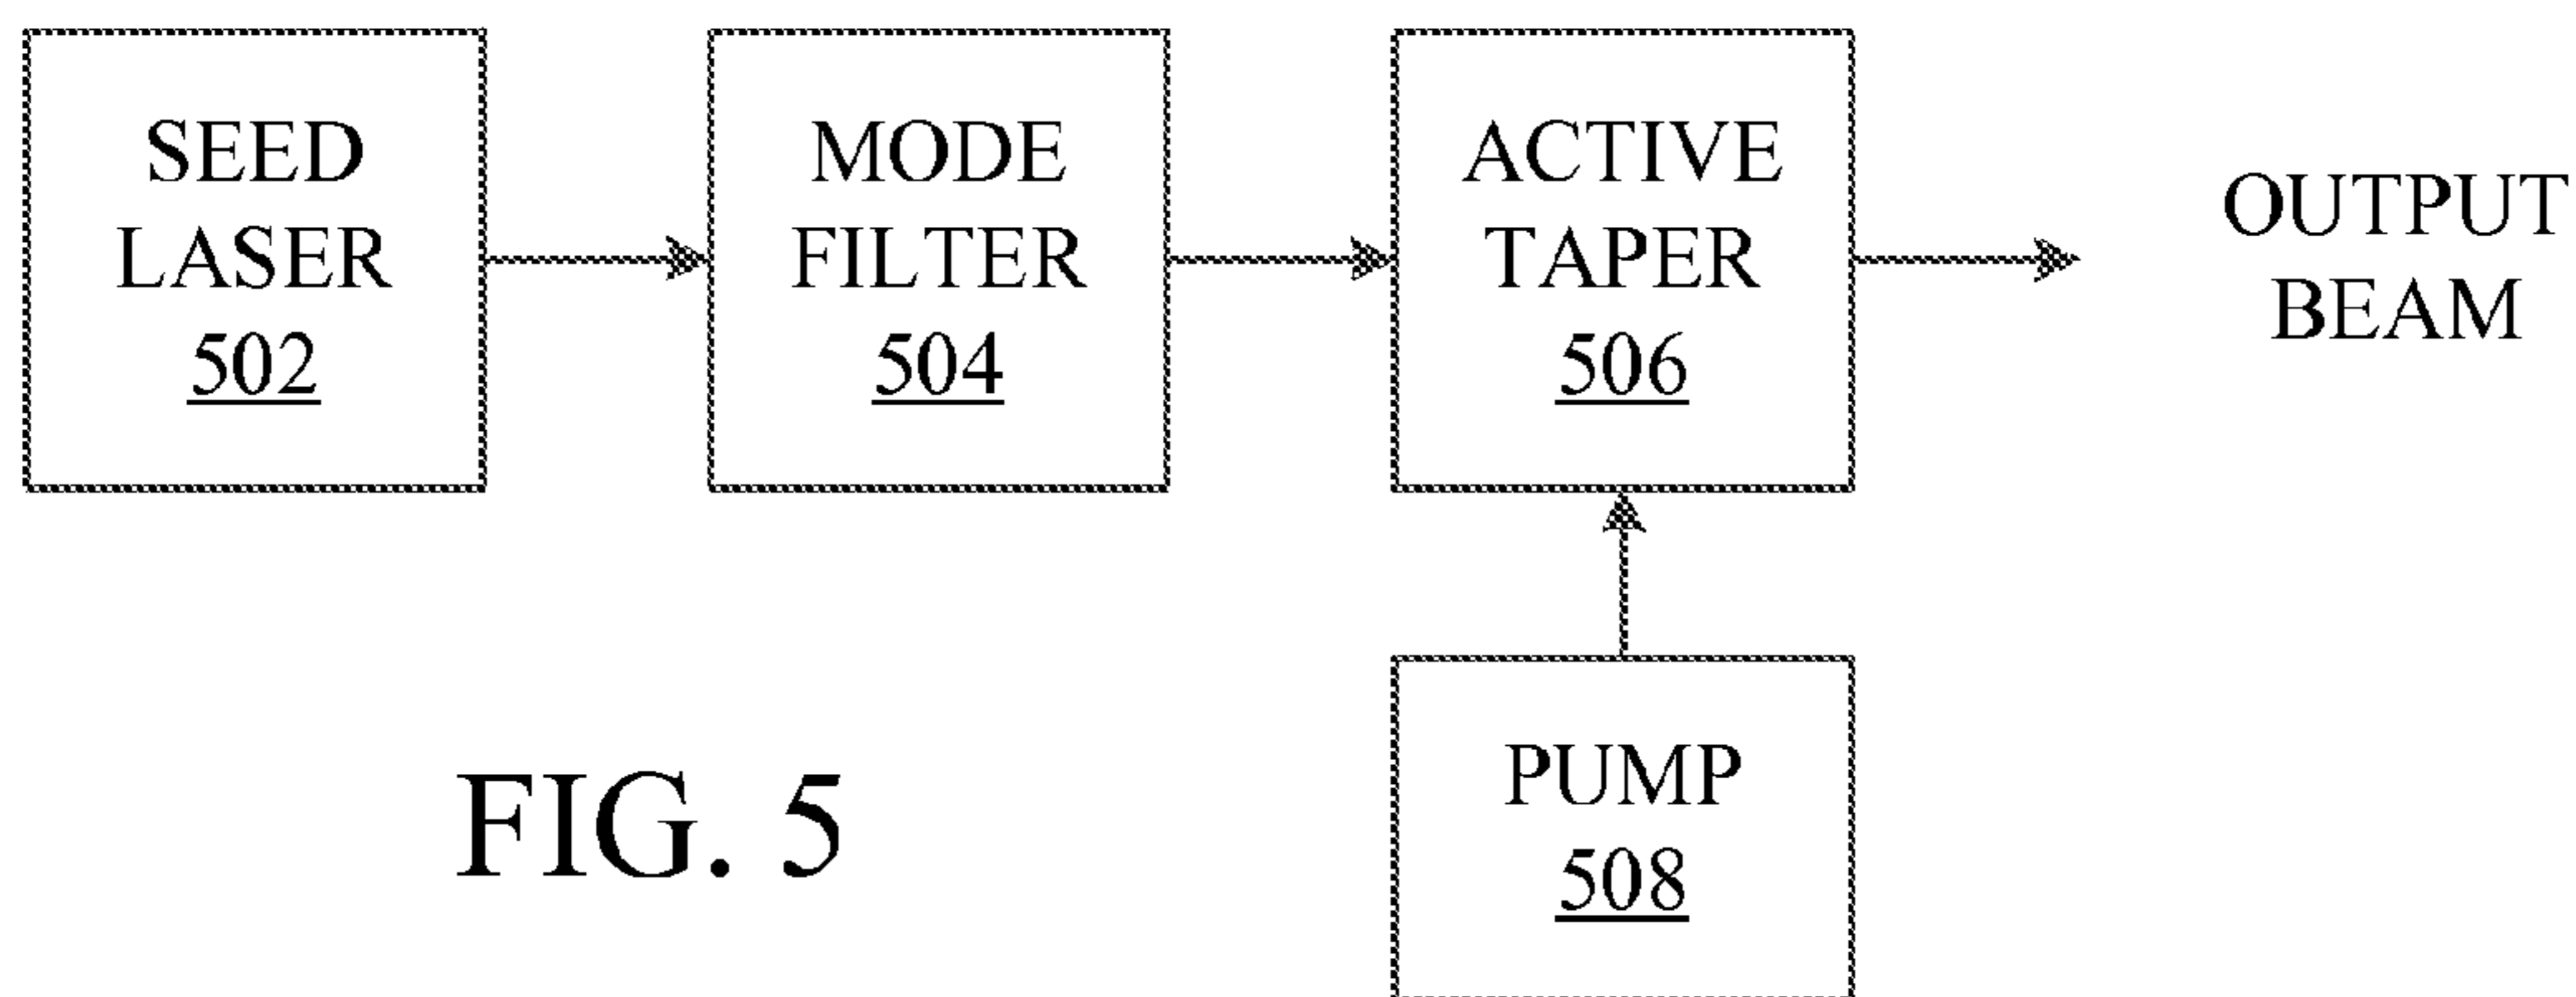 SEED
LASER
502
MODE
FILTER
504
ACTIVE
TAPER
506
OUTPUT
BEAM
PUMP
508
FIG. 5